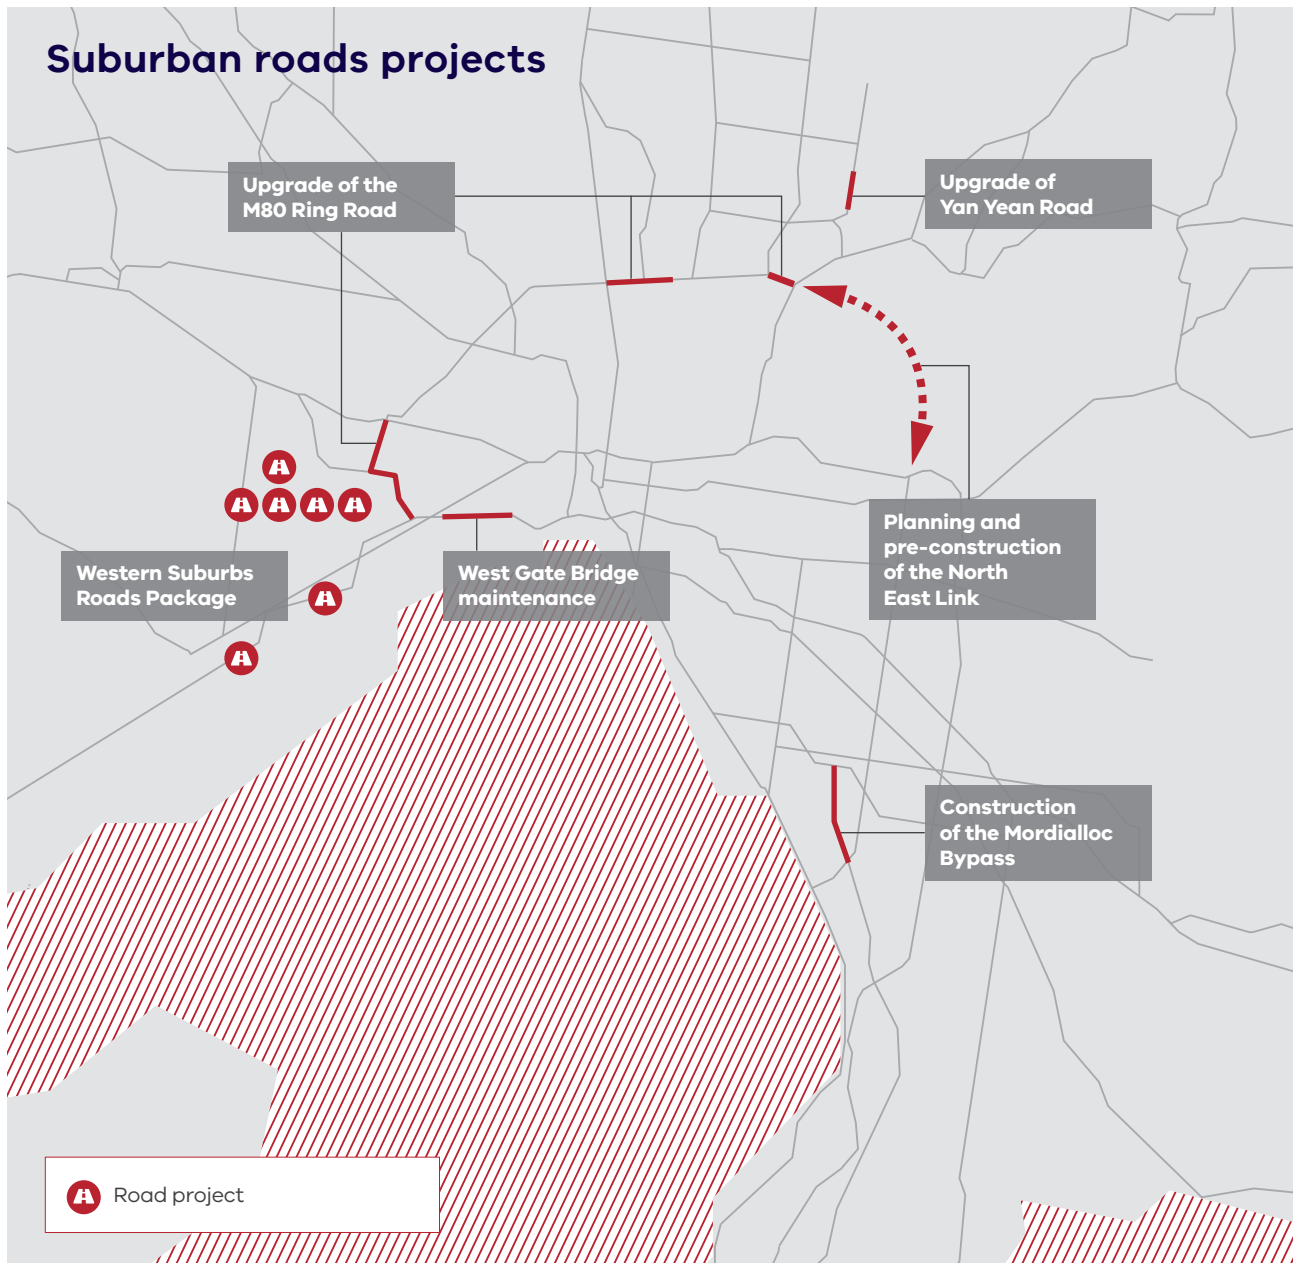 Suburban roads projects
Upgrade of the
M80 Ring Road
Upgrade of
Yan Yean Road
Planning and
pre-construction
of the North
East Link
Western Suburbs
Roads Package
West Gate Bridge
maintenance
Construction
of the Mordialloc
Bypass
Road project